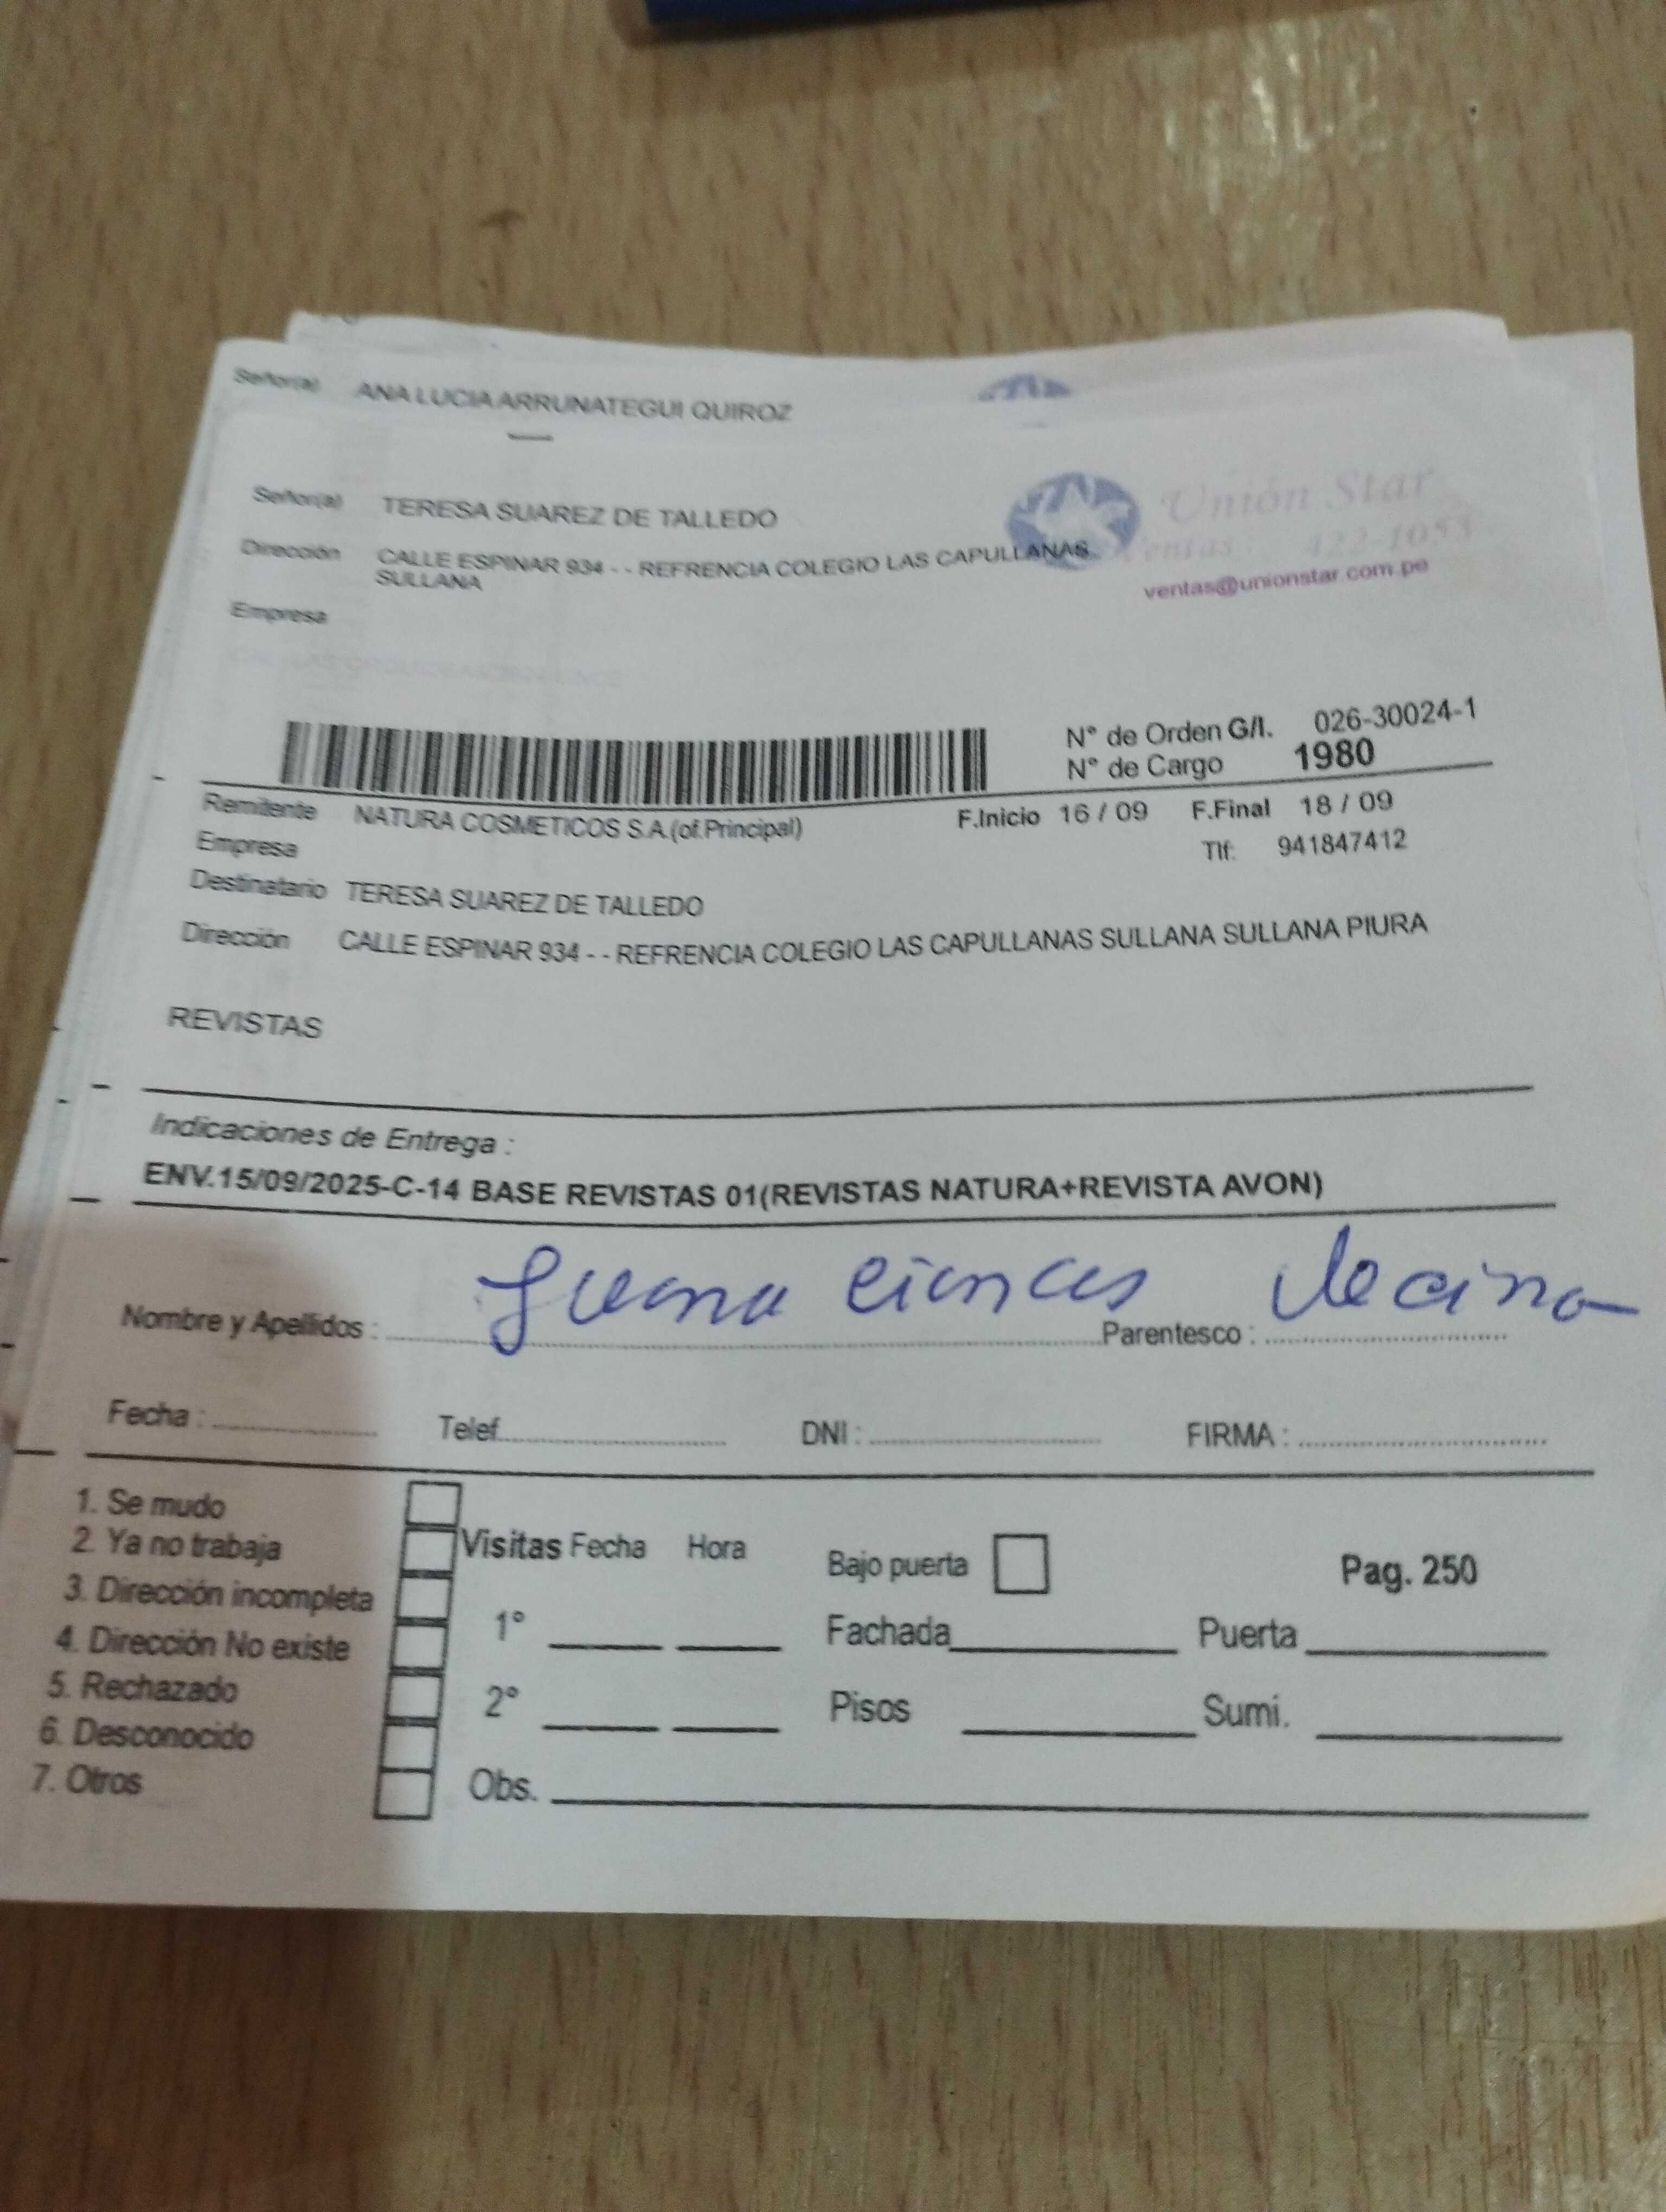 Señor(a) ANA LUCIA ARRUNATEGUI QUIROZ
Señor(a) TERESA SUAREZ DE TALLEDO
Unión Star
Ventas: 422-1053
ventas@unionstar.com.pe
Dirección CALLE ESPINAR 934 - - REFRENCIA COLEGIO LAS CAPULLANAS
SULLANA
Empresa
N° de Orden G/I. 026-30024-1
N° de Cargo 1980
Remitente NATURA COSMETICOS S.A.(of.Principal) F.Inicio 16 / 09 F.Final 18 / 09
Empresa Tlf: 941847412
Destinatario TERESA SUAREZ DE TALLEDO
Dirección CALLE ESPINAR 934 - - REFRENCIA COLEGIO LAS CAPULLANAS SULLANA SULLANA PIURA
REVISTAS
Indicaciones de Entrega :
ENV.15/09/2025-C-14 BASE REVISTAS 01(REVISTAS NATURA+REVISTA AVON)
Nombre y Apellidos : Parentesco :
Fecha : Telef. DNI : FIRMA :
1. Se mudo
2. Ya no trabaja
3. Dirección incompleta
4. Dirección No existe
5. Rechazado
6. Desconocido
7. Otros
Visitas Fecha Hora Bajo puerta Pag. 250
1° Fachada Puerta
2° Pisos Sumi.
Obs.